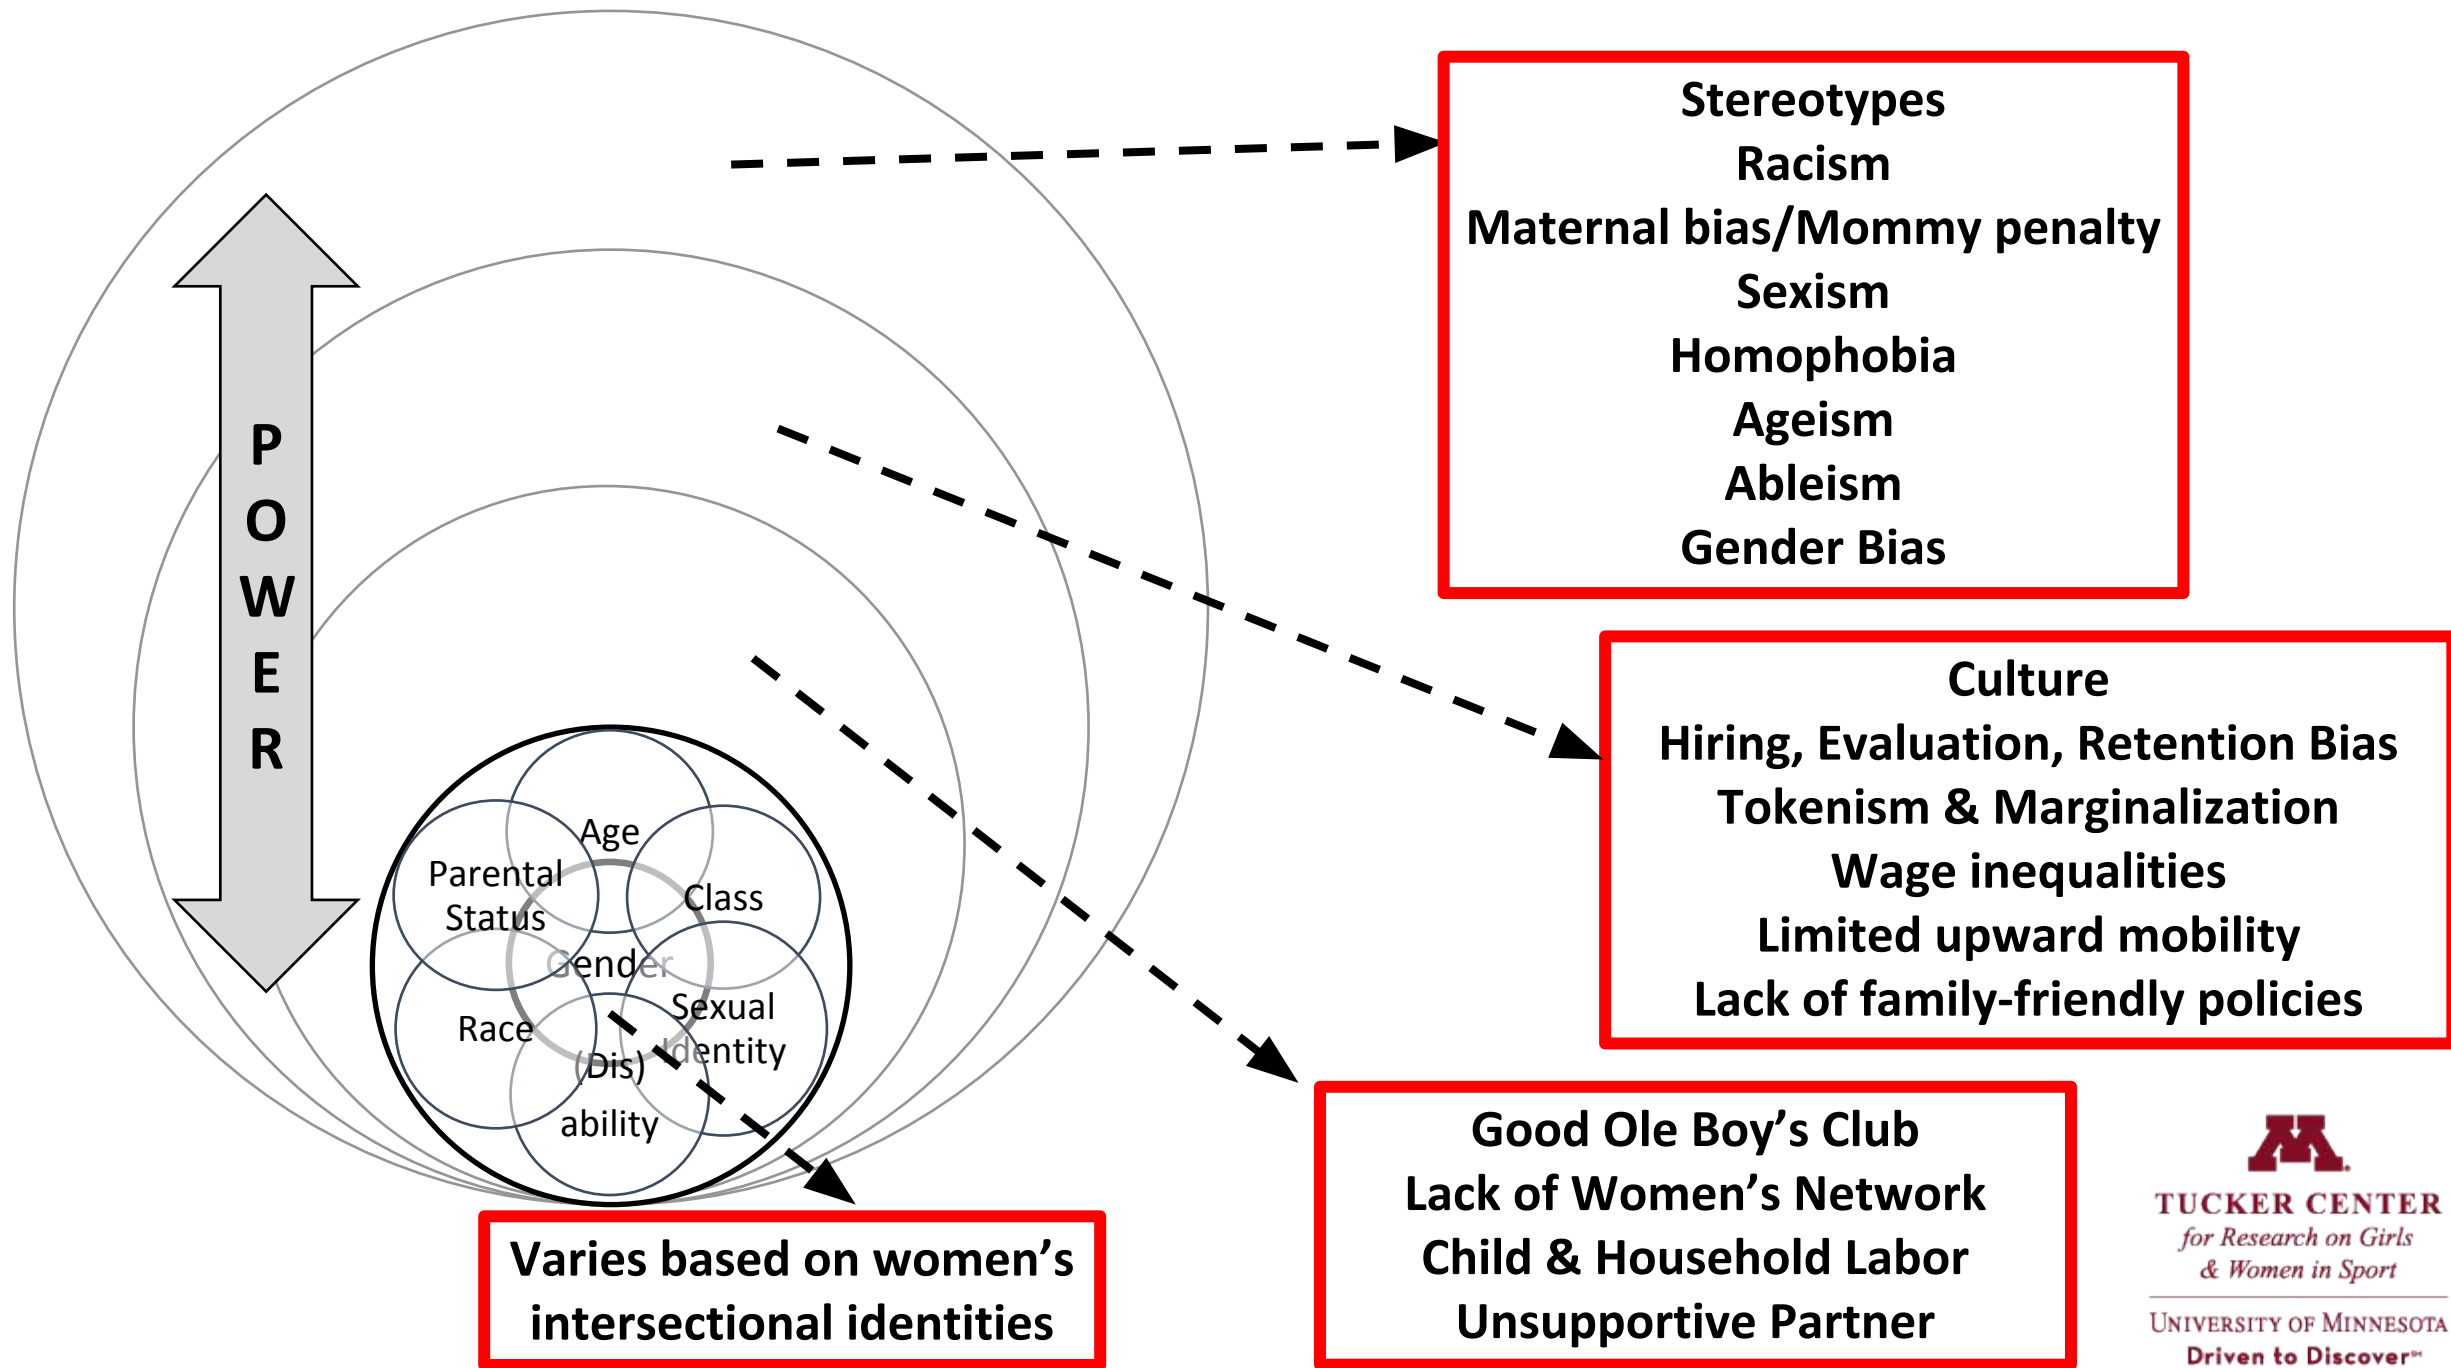 Stereotypes
Racism
Maternal bias/Mommy penalty
Sexism
Homophobia
Ageism
Ableism
Gender Bias
P
O
W
E
R
Culture
Hiring, Evaluation, Retention Bias
Tokenism & Marginalization
Wage inequalities
Limited upward mobility
Lack of family-friendly policies
Age
Parental
Status
Class
Gender
Sexual
Identity
Race
(Dis)
ability
Good Ole Boy’s Club
Lack of Women’s Network
Child & Household Labor
Unsupportive Partner
Varies based on women’s
intersectional identities
M
TUCKER CENTER
for Research on Girls
& Women in Sport
UNIVERSITY OF MINNESOTA
Driven to Discover℠